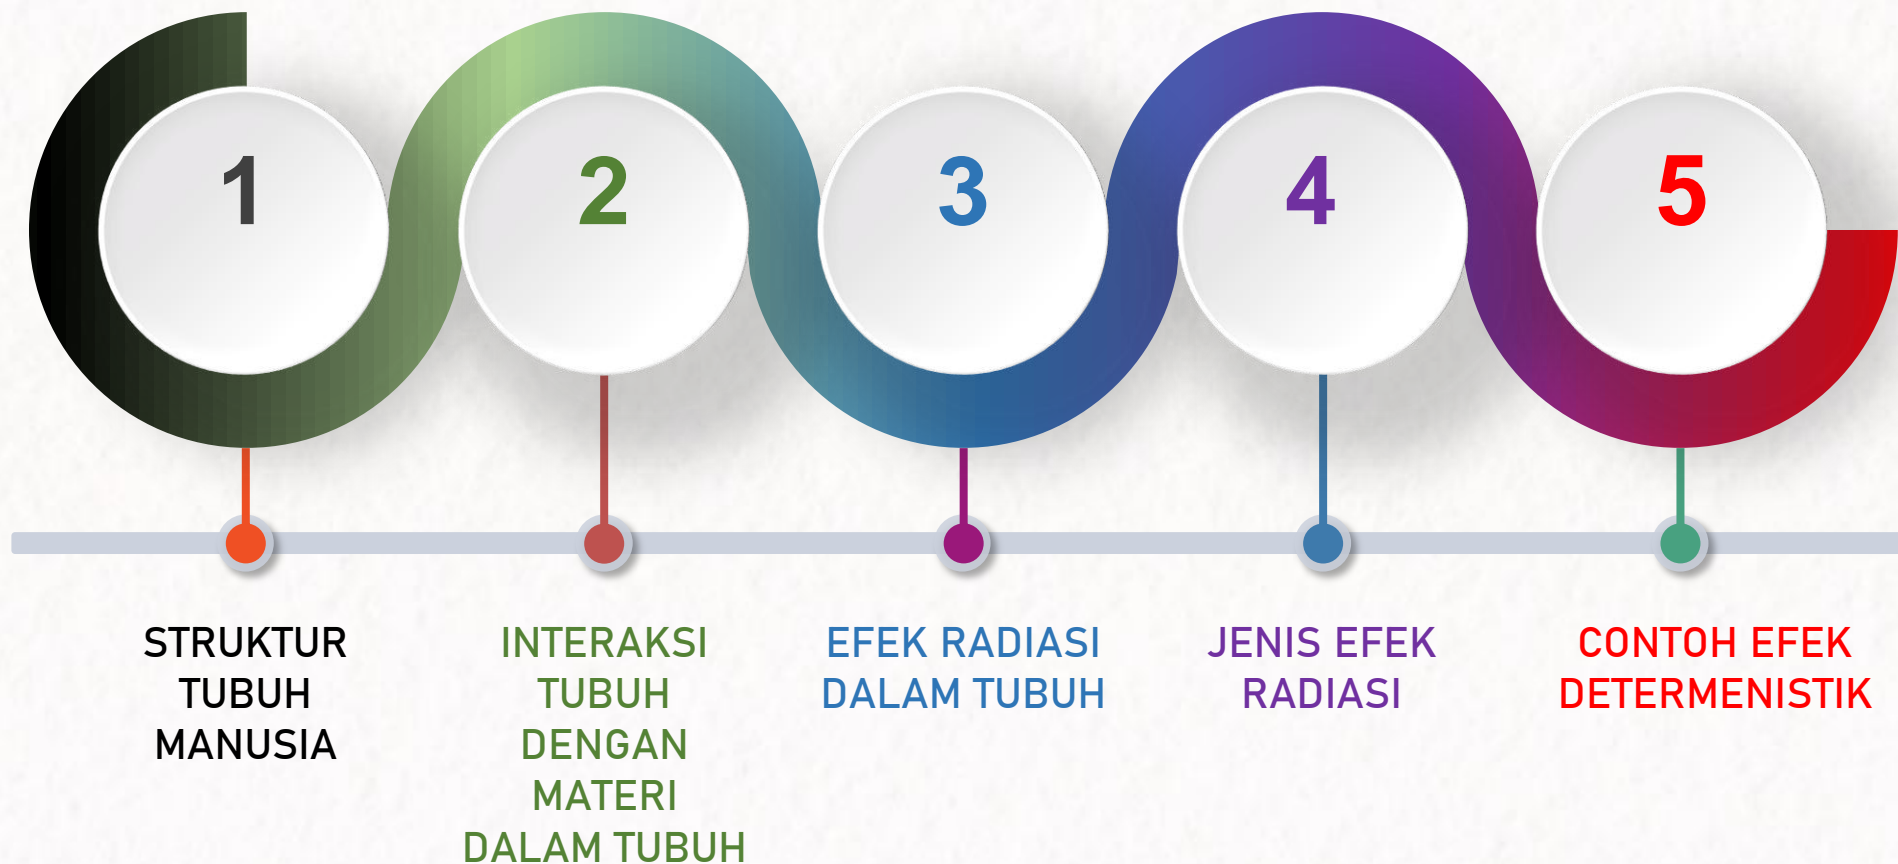 1
2
3
4
5
STRUKTUR
TUBUH
MANUSIA
INTERAKSI
TUBUH
DENGAN
MATERI
DALAM TUBUH
EFEK RADIASI
DALAM TUBUH
JENIS EFEK
RADIASI
CONTOH EFEK
DETERMENISTIK